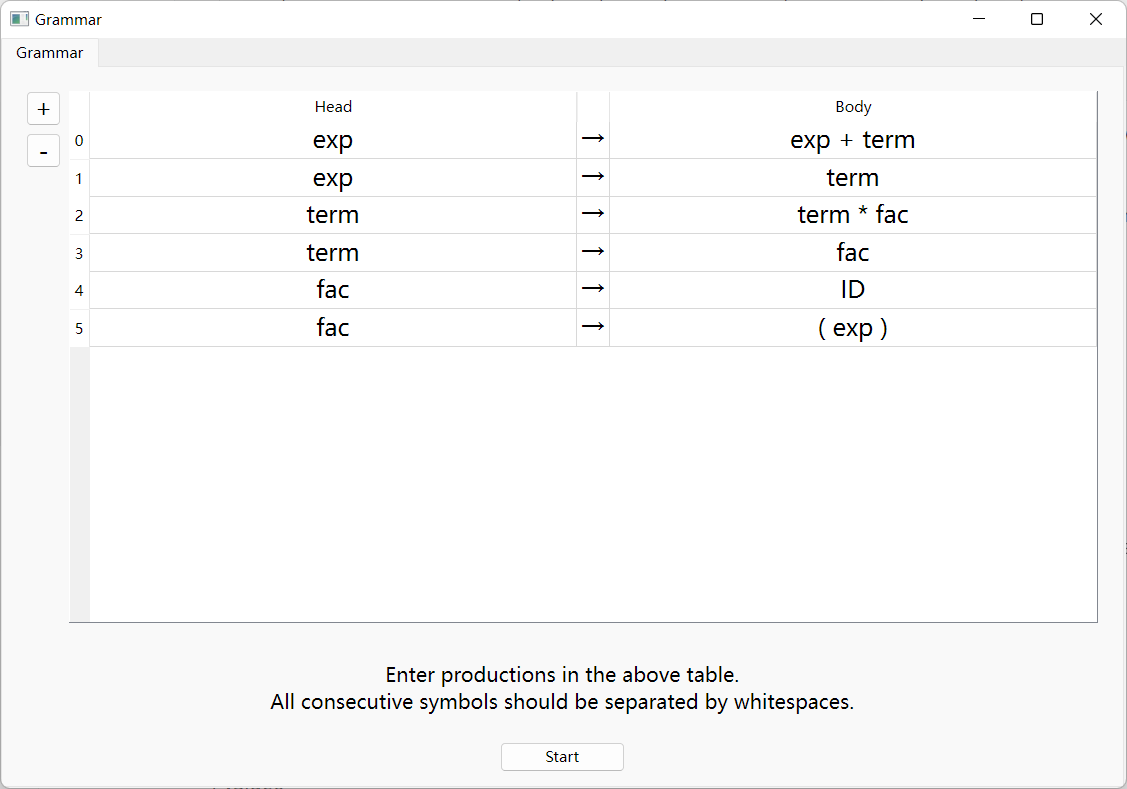 Grammar
Grammar
+
-
Head Body
0 exp → exp + term
1 exp → term
2 term → term * fac
3 term → fac
4 fac → ID
5 fac → ( exp )
Enter productions in the above table.
All consecutive symbols should be separated by whitespaces.
Start